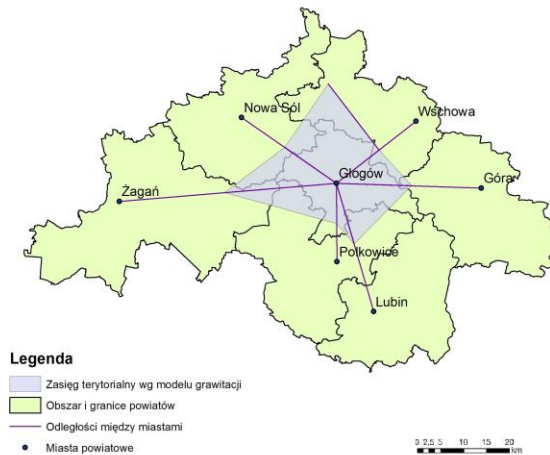 Nowa Sól
Wschowa
Głogów
Żagań
Góra
Polkowice
Lubin
Legenda
Zasięg terytorialny wg modelu grawitacji
Obszar i granice powiatów
Odległości między miastami
Miasta powiatowe
0 2,5 5 10 15 20
km